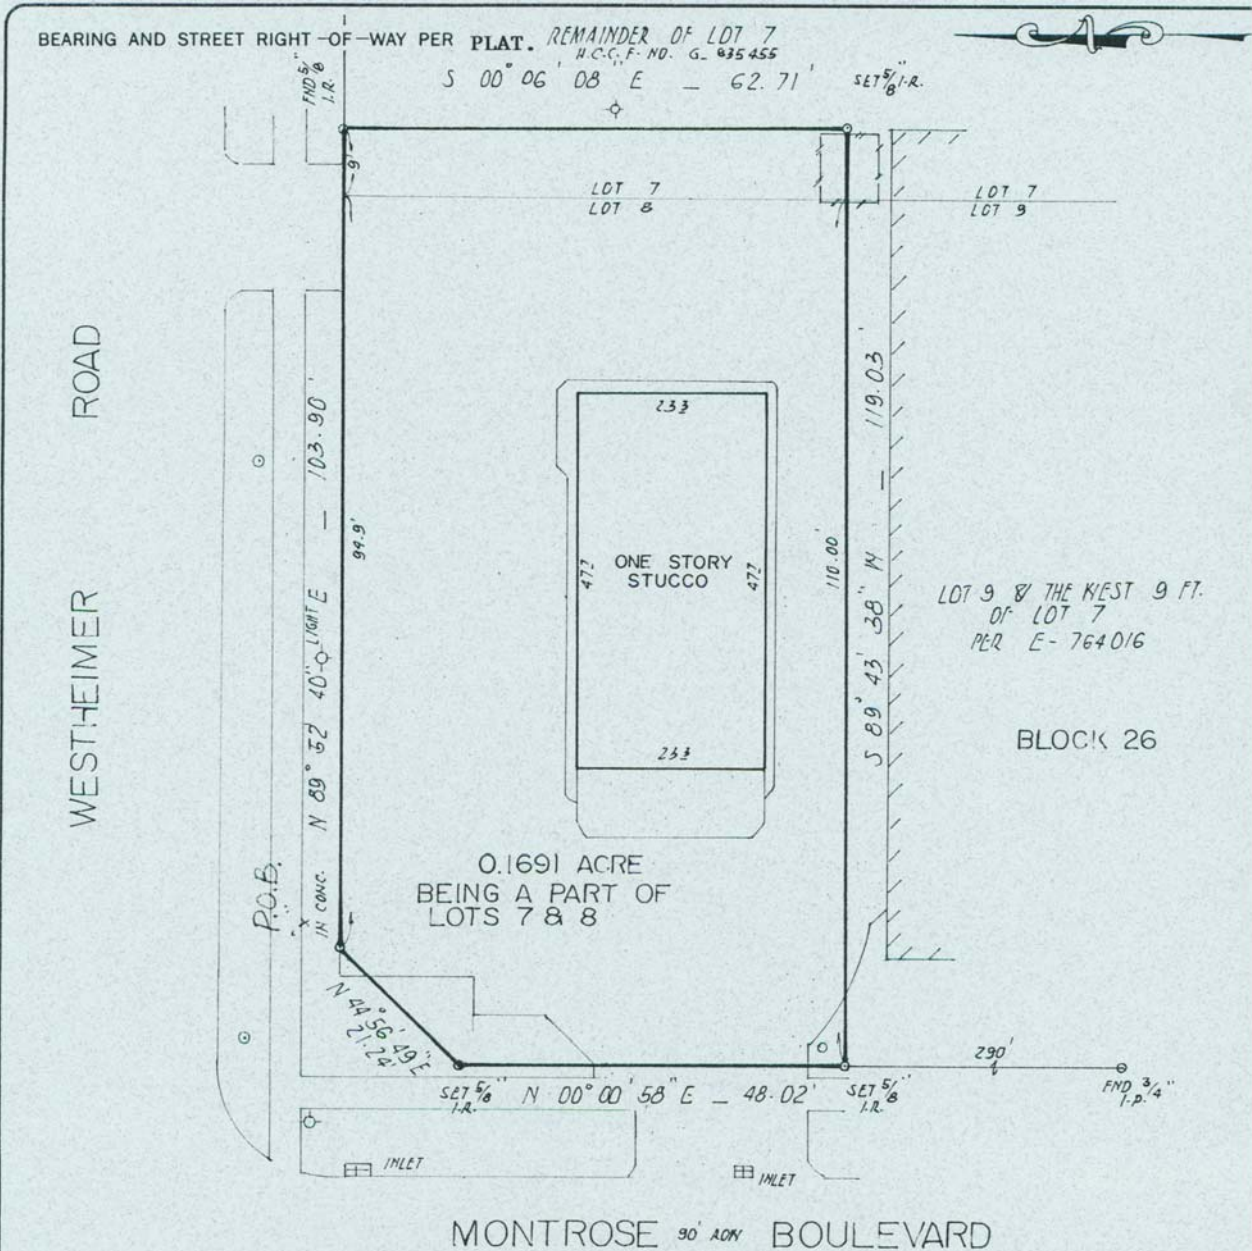 BEARING AND STREET RIGHT-OF-WAY PER PLAT.
REMAINDER OF LOT 7
H.C.C.F. NO. G-835455
S 00° 06' 08" E — 62.71'
FND 5/8" I.R.
SET 5/8" I.R.
9'
LOT 7
LOT 8
LOT 7
LOT 9
WESTHEIMER ROAD
N 89° 52' 40" E — 103.90'
LIGHT
94.9'
233
472
ONE STORY
STUCCO
472
233
110.00'
S 89° 43' 38" W — 119.03'
LOT 9 & THE WEST 9 FT.
OF LOT 7
PER E-764016
BLOCK 26
0.1691 ACRE
BEING A PART OF
LOTS 7 & 8
P.O.B.
"X"
IN CONC.
N 44° 56' 49" E
21.24'
SET 5/8"
I.R.
N 00° 00' 58" E — 48.02'
SET 5/8"
I.R.
290'
FND 3/4"
I.P.
INLET
INLET
MONTROSE 90' ROW BOULEVARD